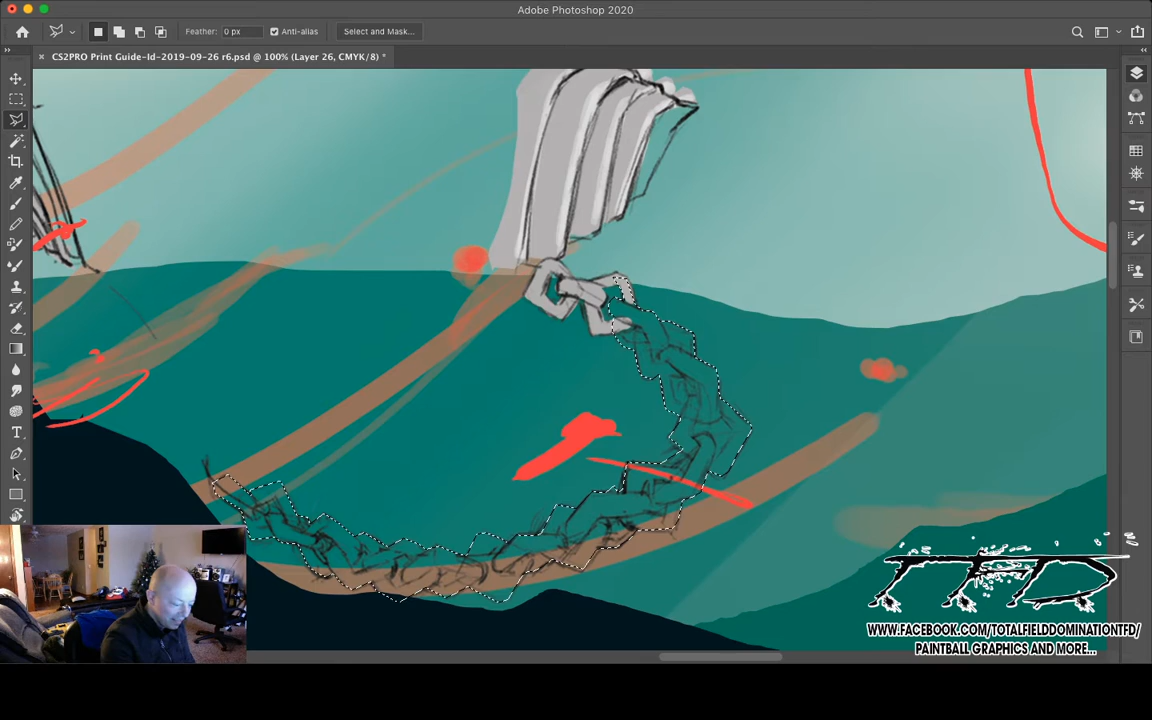 Adobe Photoshop 2020
Feather: 0 px
Anti-alias
Select and Mask...
CS2PRO Print Guide-Id-2019-09-26 r6.psd @ 100% (Layer 26, CMYK/8) *
TFD
WWW.FACEBOOK.COM/TOTALFIELDDOMINATIONTFD/
PAINTBALL GRAPHICS AND MORE...